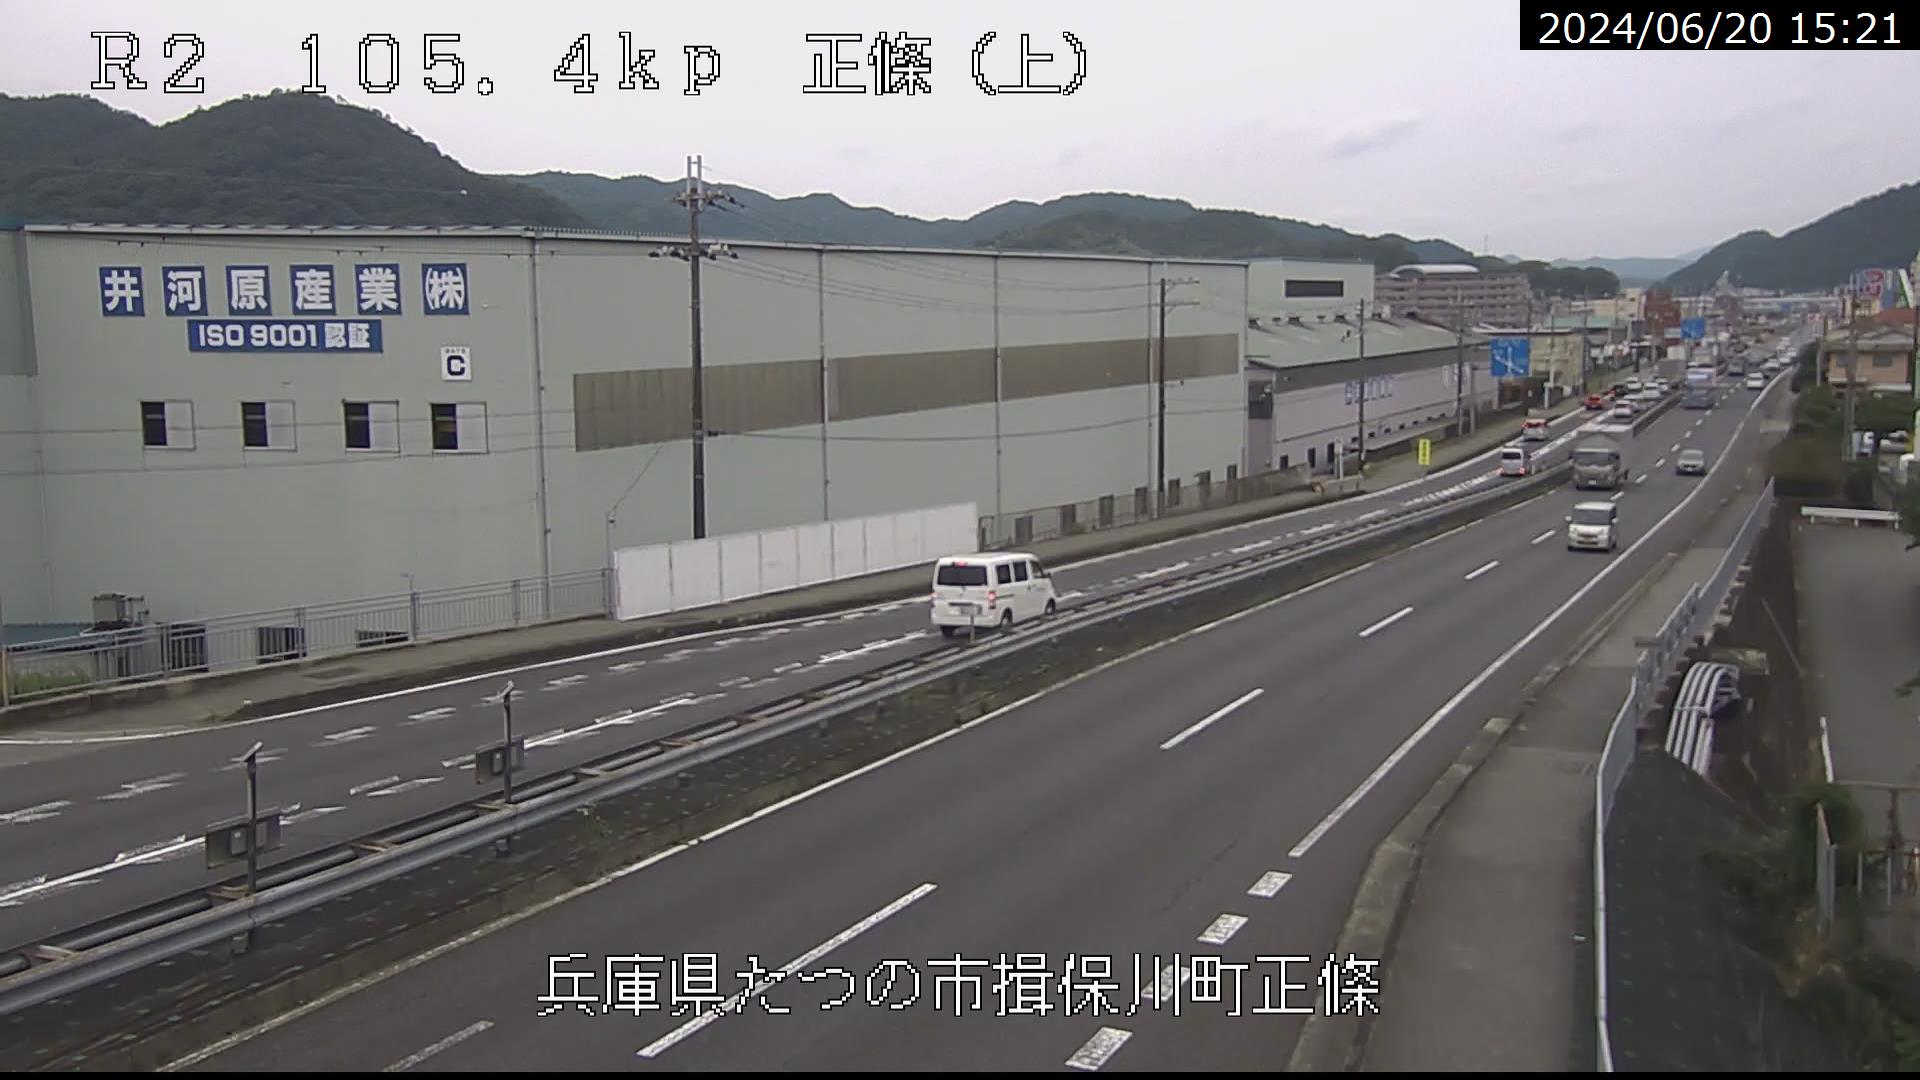 R2 105.4kp 正條(上)
2024/06/20 15:21
井河原産業㈱
ISO 9001 認証
GATE
C
兵庫県たつの市揖保川町正條